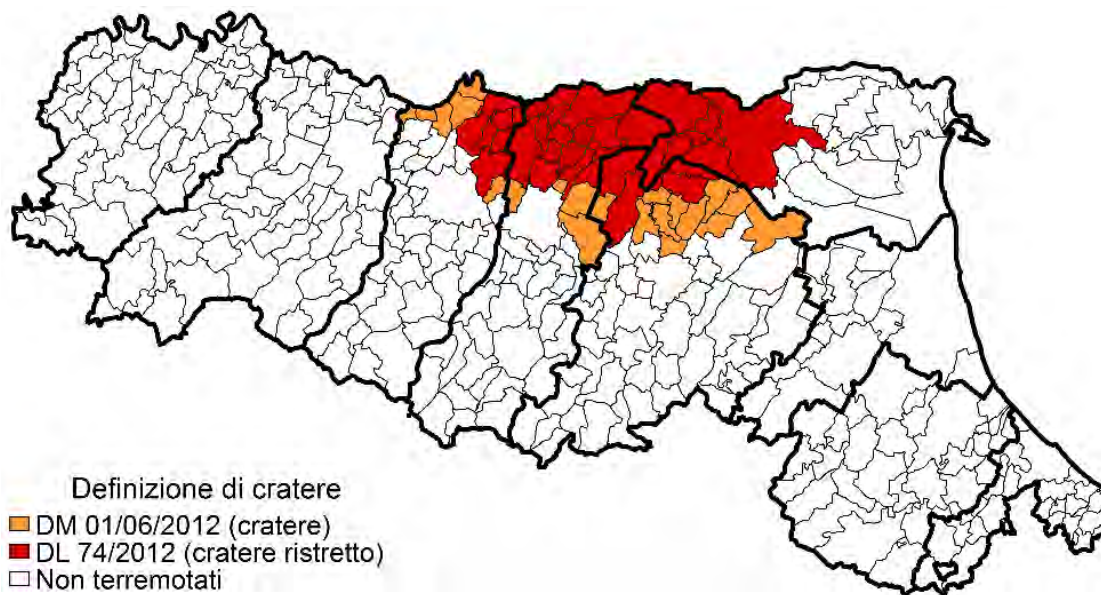 Definizione di cratere
DM 01/06/2012 (cratere)
DL 74/2012 (cratere ristretto)
Non terremotati